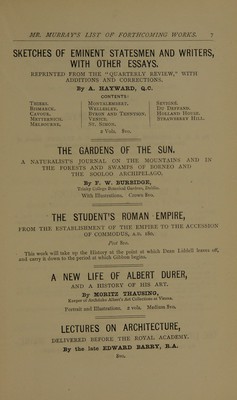 MR. MURRAY'S LIST OF FORTHCOMING WORKS. 7
SKETCHES OF EMINENT STATESMEN AND WRITERS,
WITH OTHER ESSAYS.
REPRINTED FROM THE "QUARTERLY REVIEW," WITH
ADDITIONS AND CORRECTIONS.
By A. HAYWARD, Q.C.
CONTENTS:
THIERS. MONTALEMBERT. SEVIGNE.
BISMARCK. WELLESLEY. DU DEFFAND.
CAVOUR. BYRON AND TENNYSON. HOLLAND HOUSE.
METTERNICH. VENICE. STRAWBERRY HILL.
MELBOURNE. ST. SIMON.
2 Vols. 8vo.
THE GARDENS OF THE SUN.
A NATURALIST'S JOURNAL ON THE MOUNTAINS AND IN
THE FORESTS AND SWAMPS OF BORNEO AND
THE SOOLOO ARCHIPELAGO.
By F. W. BURBIDGE,
Trinity College Botanical Gardens, Dublin.
With Illustrations. Crown 8vo.
THE STUDENT'S ROMAN EMPIRE,
FROM THE ESTABLISHMENT OF THE EMPIRE TO THE ACCESSION
OF COMMODUS, A.D. 180.
Post 8vo.
This work will take up the History at the point at which Dean Liddell leaves off,
and carry it down to the period at which Gibbon begins.
A NEW LIFE OF ALBERT DURER,
AND A HISTORY OF HIS ART.
By MORITZ THAUSING,
Keeper of Archduke Albert's Art Collections at Vienna.
Portrait and Illustrations. 2 vols. Medium 8vo.
LECTURES ON ARCHITECTURE,
DELIVERED BEFORE THE ROYAL ACADEMY.
By the late EDWARD BARRY, R.A.
8vo.